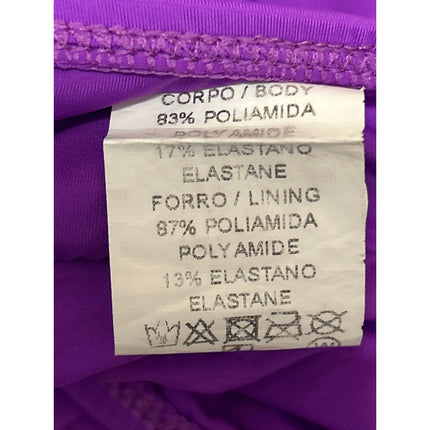 CORPO / BODY
83% POLIAMIDA
POLYAMIDE
17% ELASTANO
ELASTANE
FORRO / LINING
87% POLIAMIDA
POLYAMIDE
13% ELASTANO
ELASTANE